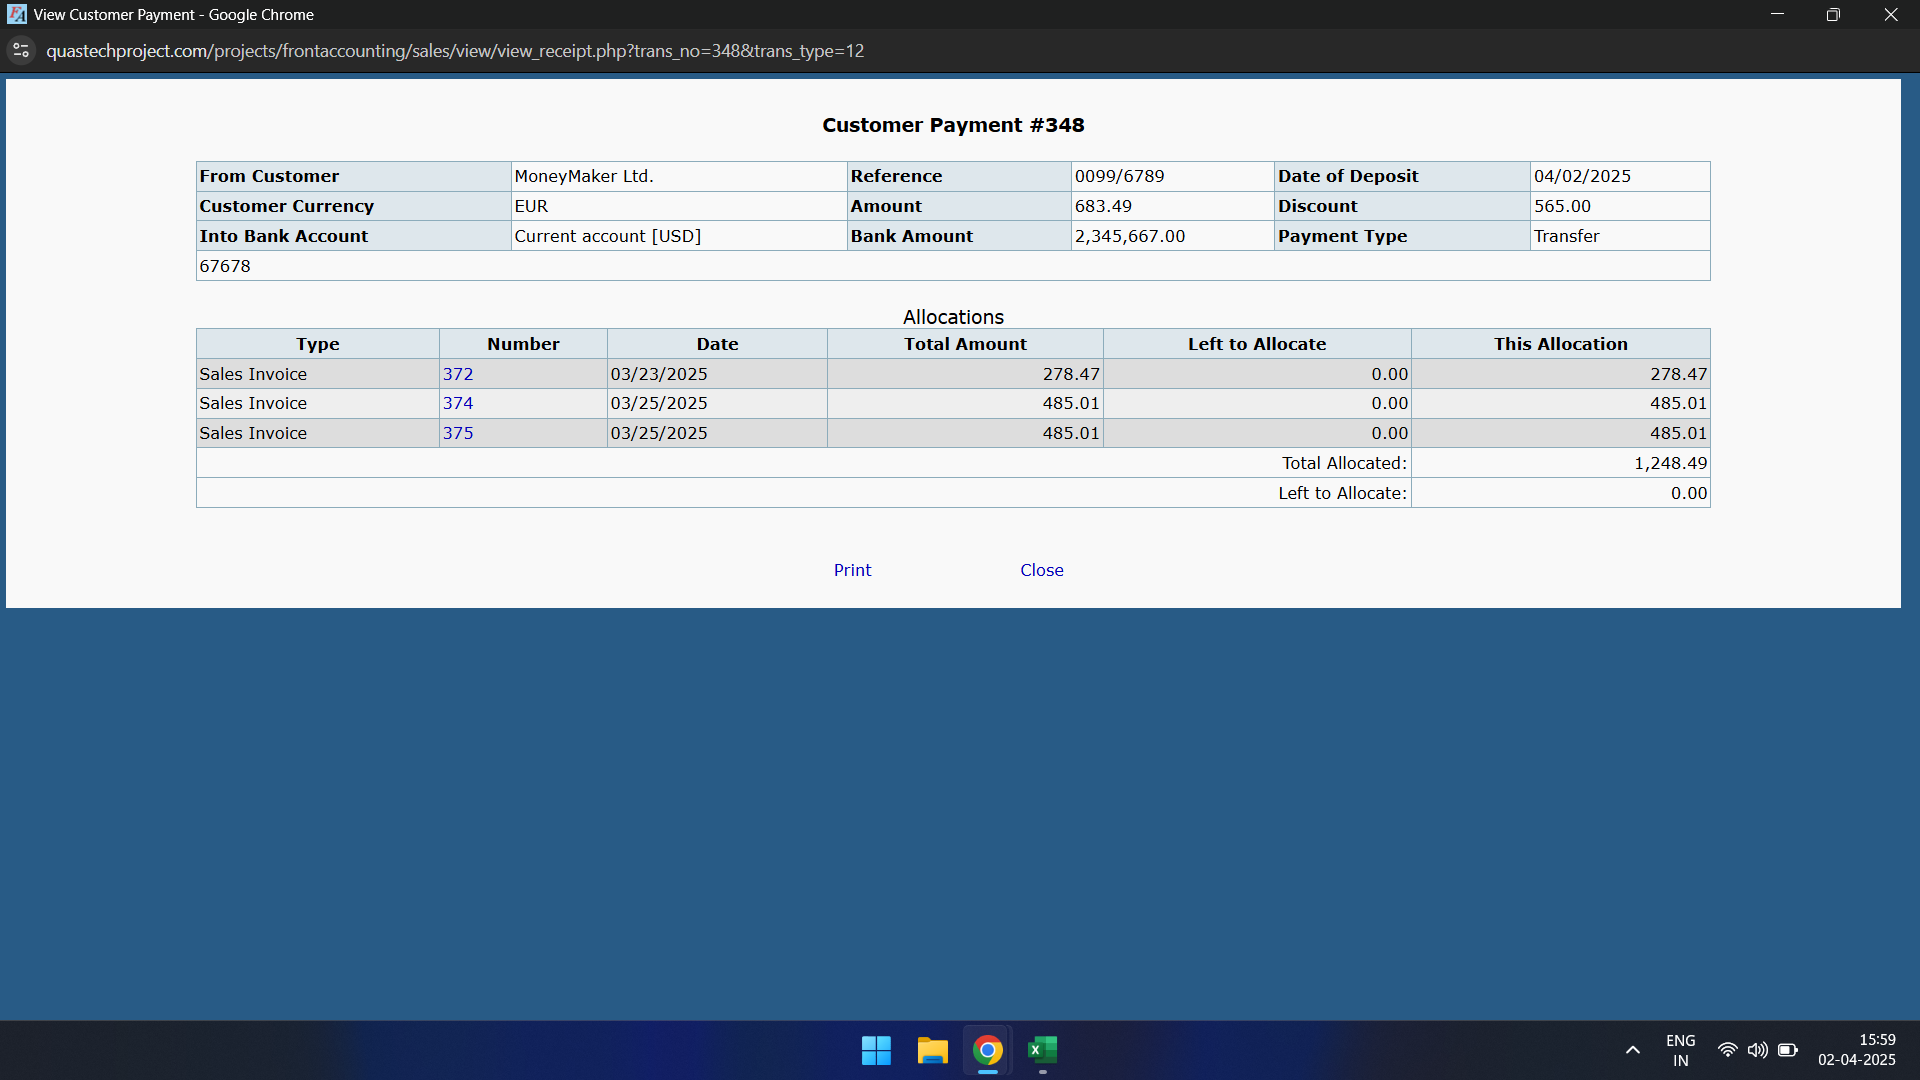 View Customer Payment - Google Chrome
quastechproject.com/projects/frontaccounting/sales/view/view_receipt.php?trans_no=348&trans_type=12
Customer Payment #348
From Customer MoneyMaker Ltd. Reference 0099/6789 Date of Deposit 04/02/2025
Customer Currency EUR Amount 683.49 Discount 565.00
Into Bank Account Current account [USD] Bank Amount 2,345,667.00 Payment Type Transfer
67678
Allocations
Type Number Date Total Amount Left to Allocate This Allocation
Sales Invoice 372 03/23/2025 278.47 0.00 278.47
Sales Invoice 374 03/25/2025 485.01 0.00 485.01
Sales Invoice 375 03/25/2025 485.01 0.00 485.01
Total Allocated: 1,248.49
Left to Allocate: 0.00
Print Close
ENG 15:59
IN 02-04-2025